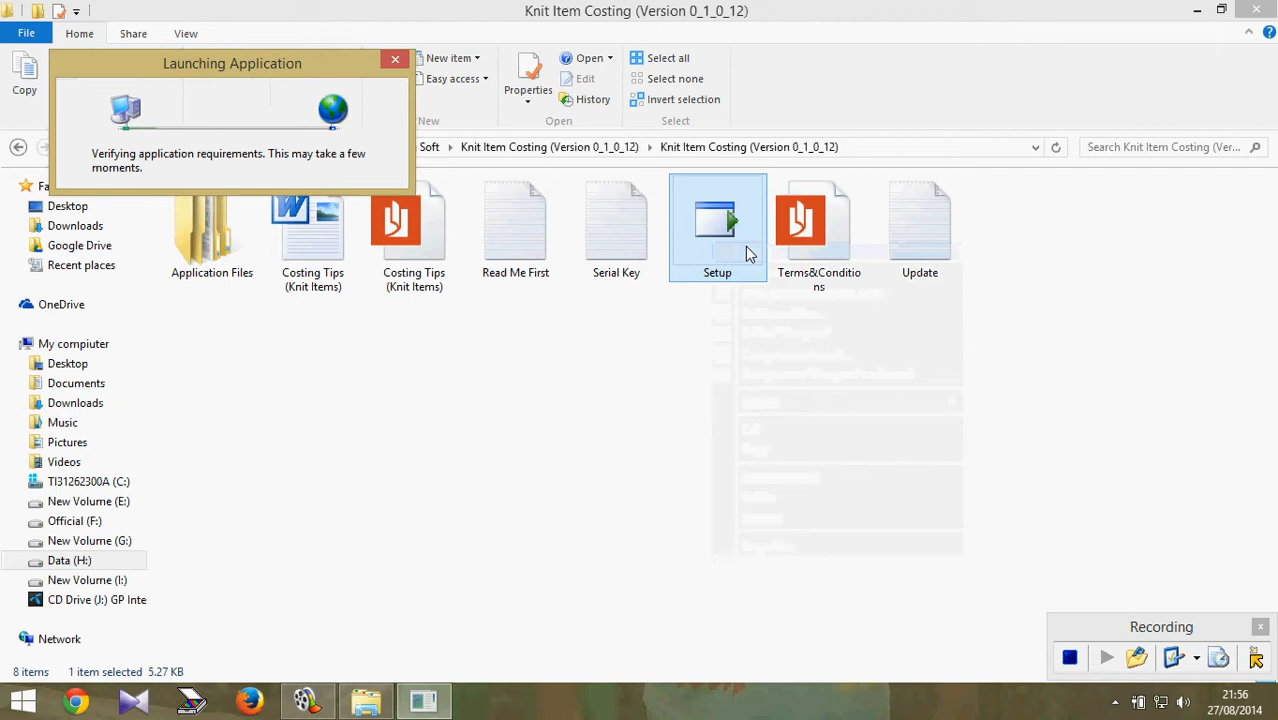 Knit Item Costing (Version 0_1_0_12)
File
Home
Share
View
Launching Application
Verifying application requirements. This may take a few
moments.
Copy
New item
Easy access
New
Properties
Open
Edit
History
Open
Select all
Select none
Invert selection
Select
Soft
Knit Item Costing (Version 0_1_0_12)
Knit Item Costing (Version 0_1_0_12)
Search Knit Item Costing (Ver...
Fa
Desktop
Downloads
Google Drive
Recent places
OneDrive
My compiuter
Desktop
Documents
Downloads
Music
Pictures
Videos
TI31262300A (C:)
New Volume (E:)
Official (F:)
New Volume (G:)
Data (H:)
New Volume (I:)
CD Drive (J:) GP Inte
Network
Application Files
Costing Tips
(Knit Items)
Costing Tips
(Knit Items)
Read Me First
Serial Key
Setup
Terms&Conditio
ns
Update
8 items
1 item selected 5.27 KB
Recording
21:56
27/08/2014